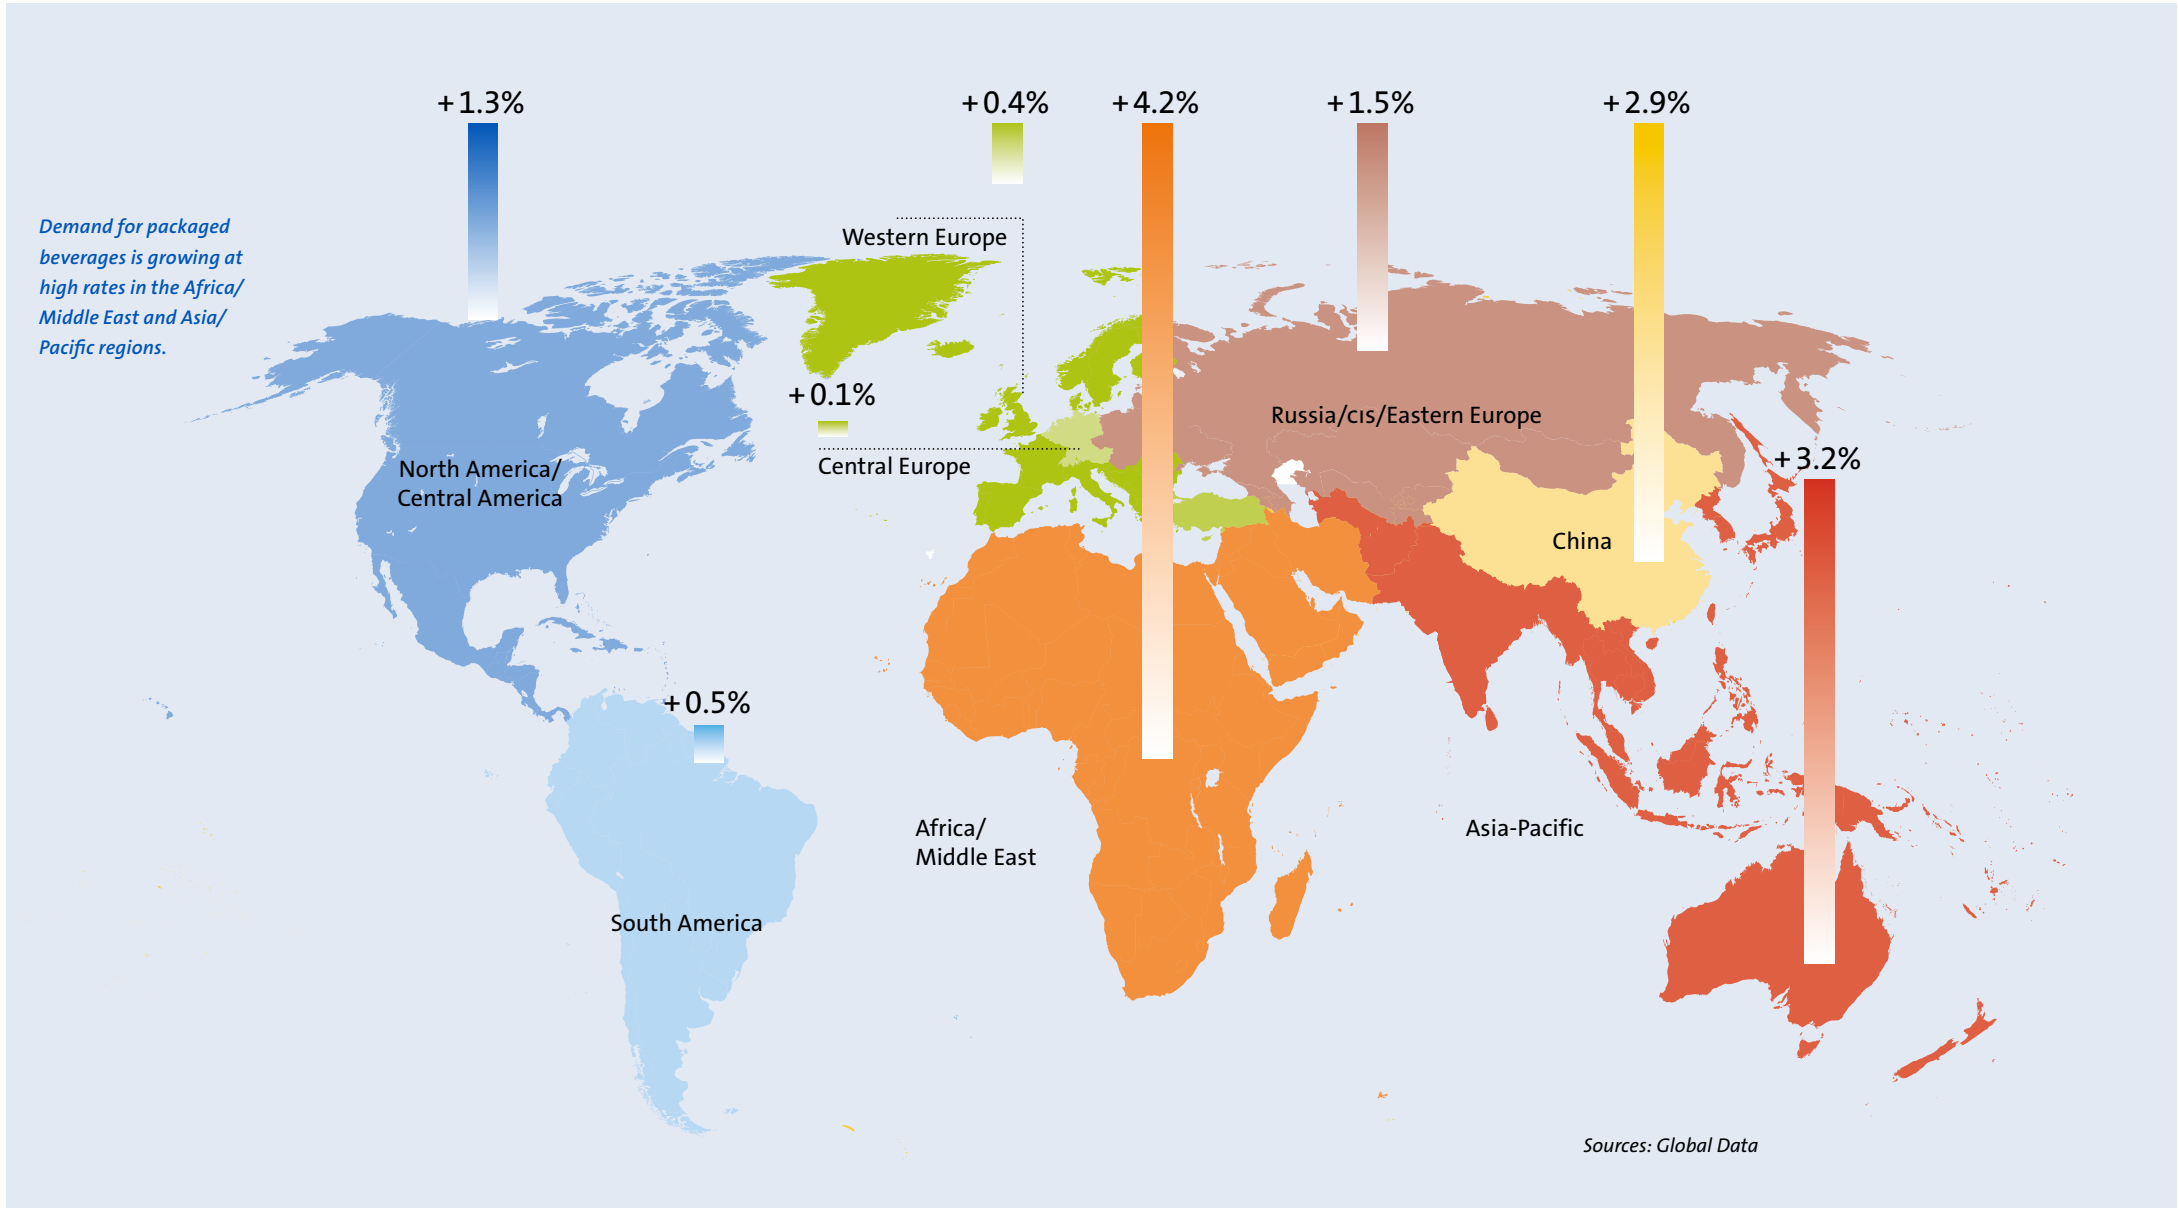 +1.3%
+0.4%
+4.2%
+1.5%
+2.9%
Demand for packaged
beverages is growing at
high rates in the Africa/
Middle East and Asia/
Pacific regions.
Western Europe
+0.1%
Central Europe
Russia/CIS/Eastern Europe
North America/
Central America
+3.2%
China
+0.5%
Africa/
Middle East
Asia-Pacific
South America
Sources: Global Data